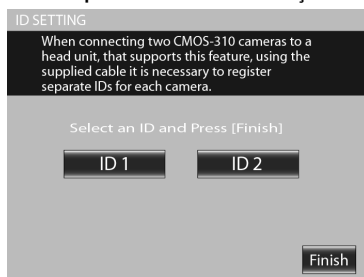 ID SETTING
When connecting two CMOS-310 cameras to a
head unit, that supports this feature, using the
supplied cable it is necessary to register
separate IDs for each camera.
Select an ID and Press [Finish]
ID 1 ID 2
Finish